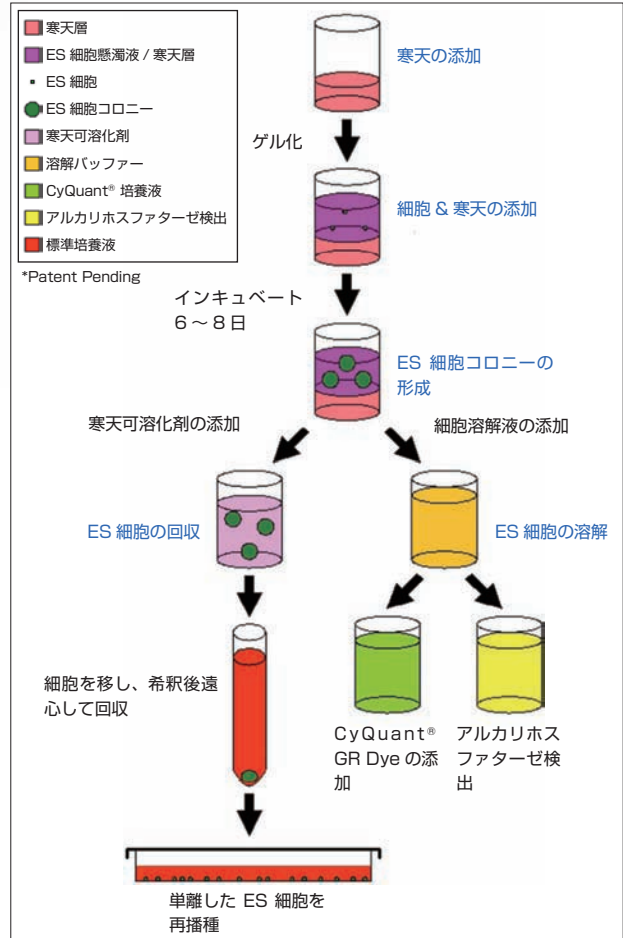 寒天層
ES 細胞懸濁液 / 寒天層
ES 細胞
ES 細胞コロニー
寒天可溶化剤
溶解バッファー
CyQuant® 培養液
アルカリホスファターゼ検出
標準培養液
*Patent Pending
寒天の添加
ゲル化
細胞 & 寒天の添加
インキュベート
6 ~ 8 日
ES 細胞コロニーの
形成
寒天可溶化剤の添加
細胞溶解液の添加
ES 細胞の回収
ES 細胞の溶解
細胞を移し、希釈後遠
心して回収
CyQuant®
GR Dye の添
加
アルカリホス
ファターゼ検
出
単離した ES 細胞を
再播種